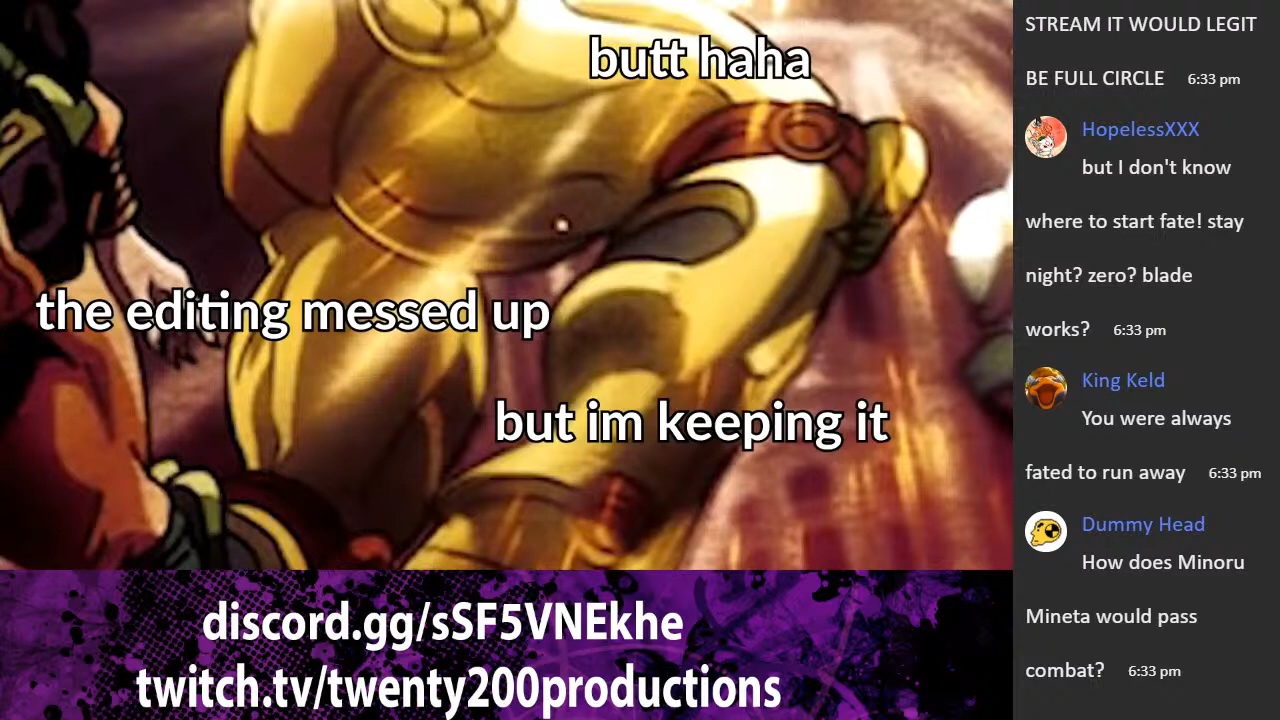 butt haha
the editing messed up
but im keeping it
discord.gg/sSF5VNEkhe
twitch.tv/twenty200productions
STREAM IT WOULD LEGIT
BE FULL CIRCLE 6:33 pm
HopelessXXX
but I don't know
where to start fate! stay
night? zero? blade
works? 6:33 pm
King Keld
You were always
fated to run away 6:33 pm
Dummy Head
How does Minoru
Mineta would pass
combat? 6:33 pm